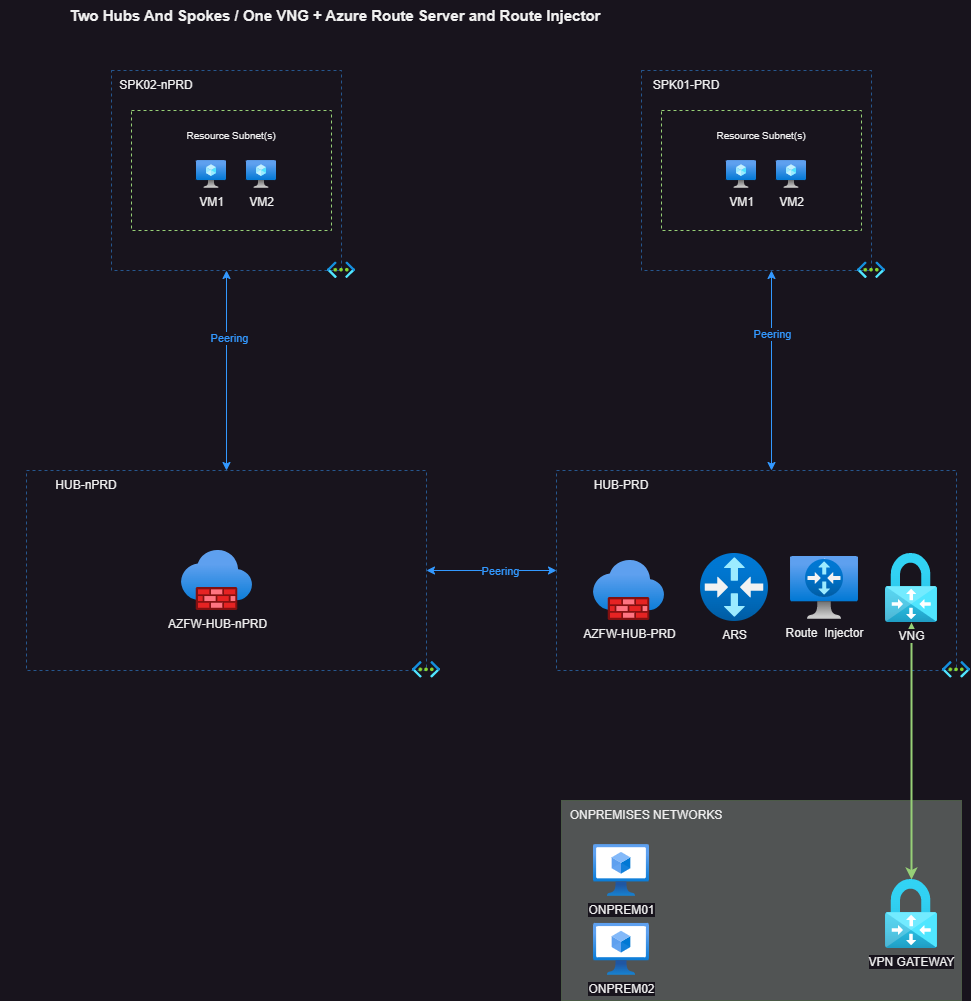 Two Hubs And Spokes / One VNG + Azure Route Server and Route Injector
SPK02-nPRD
SPK01-PRD
Resource Subnet(s)
Resource Subnet(s)
VM1
VM2
VM1
VM2
Peering
Peering
HUB-nPRD
HUB-PRD
Peering
AZFW-HUB-nPRD
AZFW-HUB-PRD
ARS
Route Injector
VNG
ONPREMISES NETWORKS
ONPREM01
VPN GATEWAY
ONPREM02